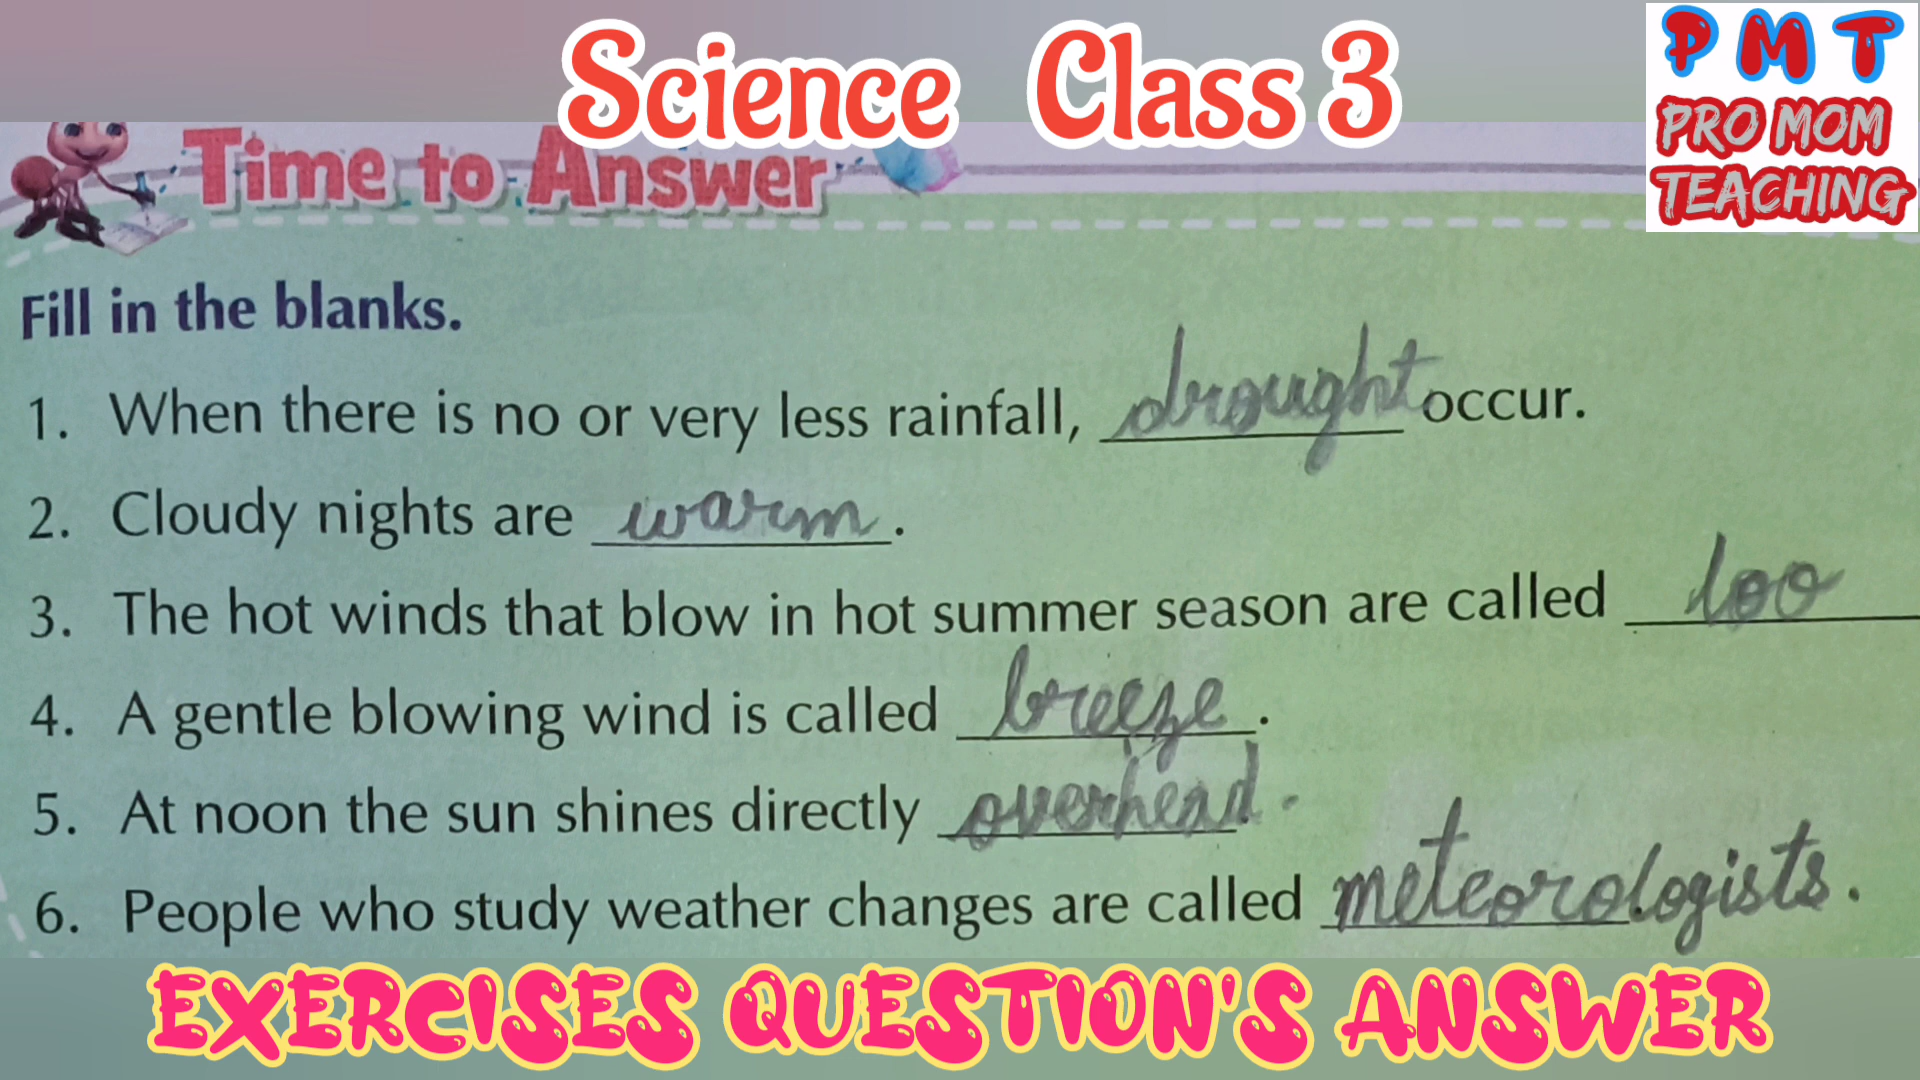 Science Class 3
PMT
PRO MOM
TEACHING
Time to Answer
Fill in the blanks.
1. When there is no or very less rainfall, drought occur.
2. Cloudy nights are warm.
3. The hot winds that blow in hot summer season are called loo
4. A gentle blowing wind is called breeze.
5. At noon the sun shines directly overhead.
6. People who study weather changes are called meteorologists.
EXERCISES QUESTION'S ANSWER